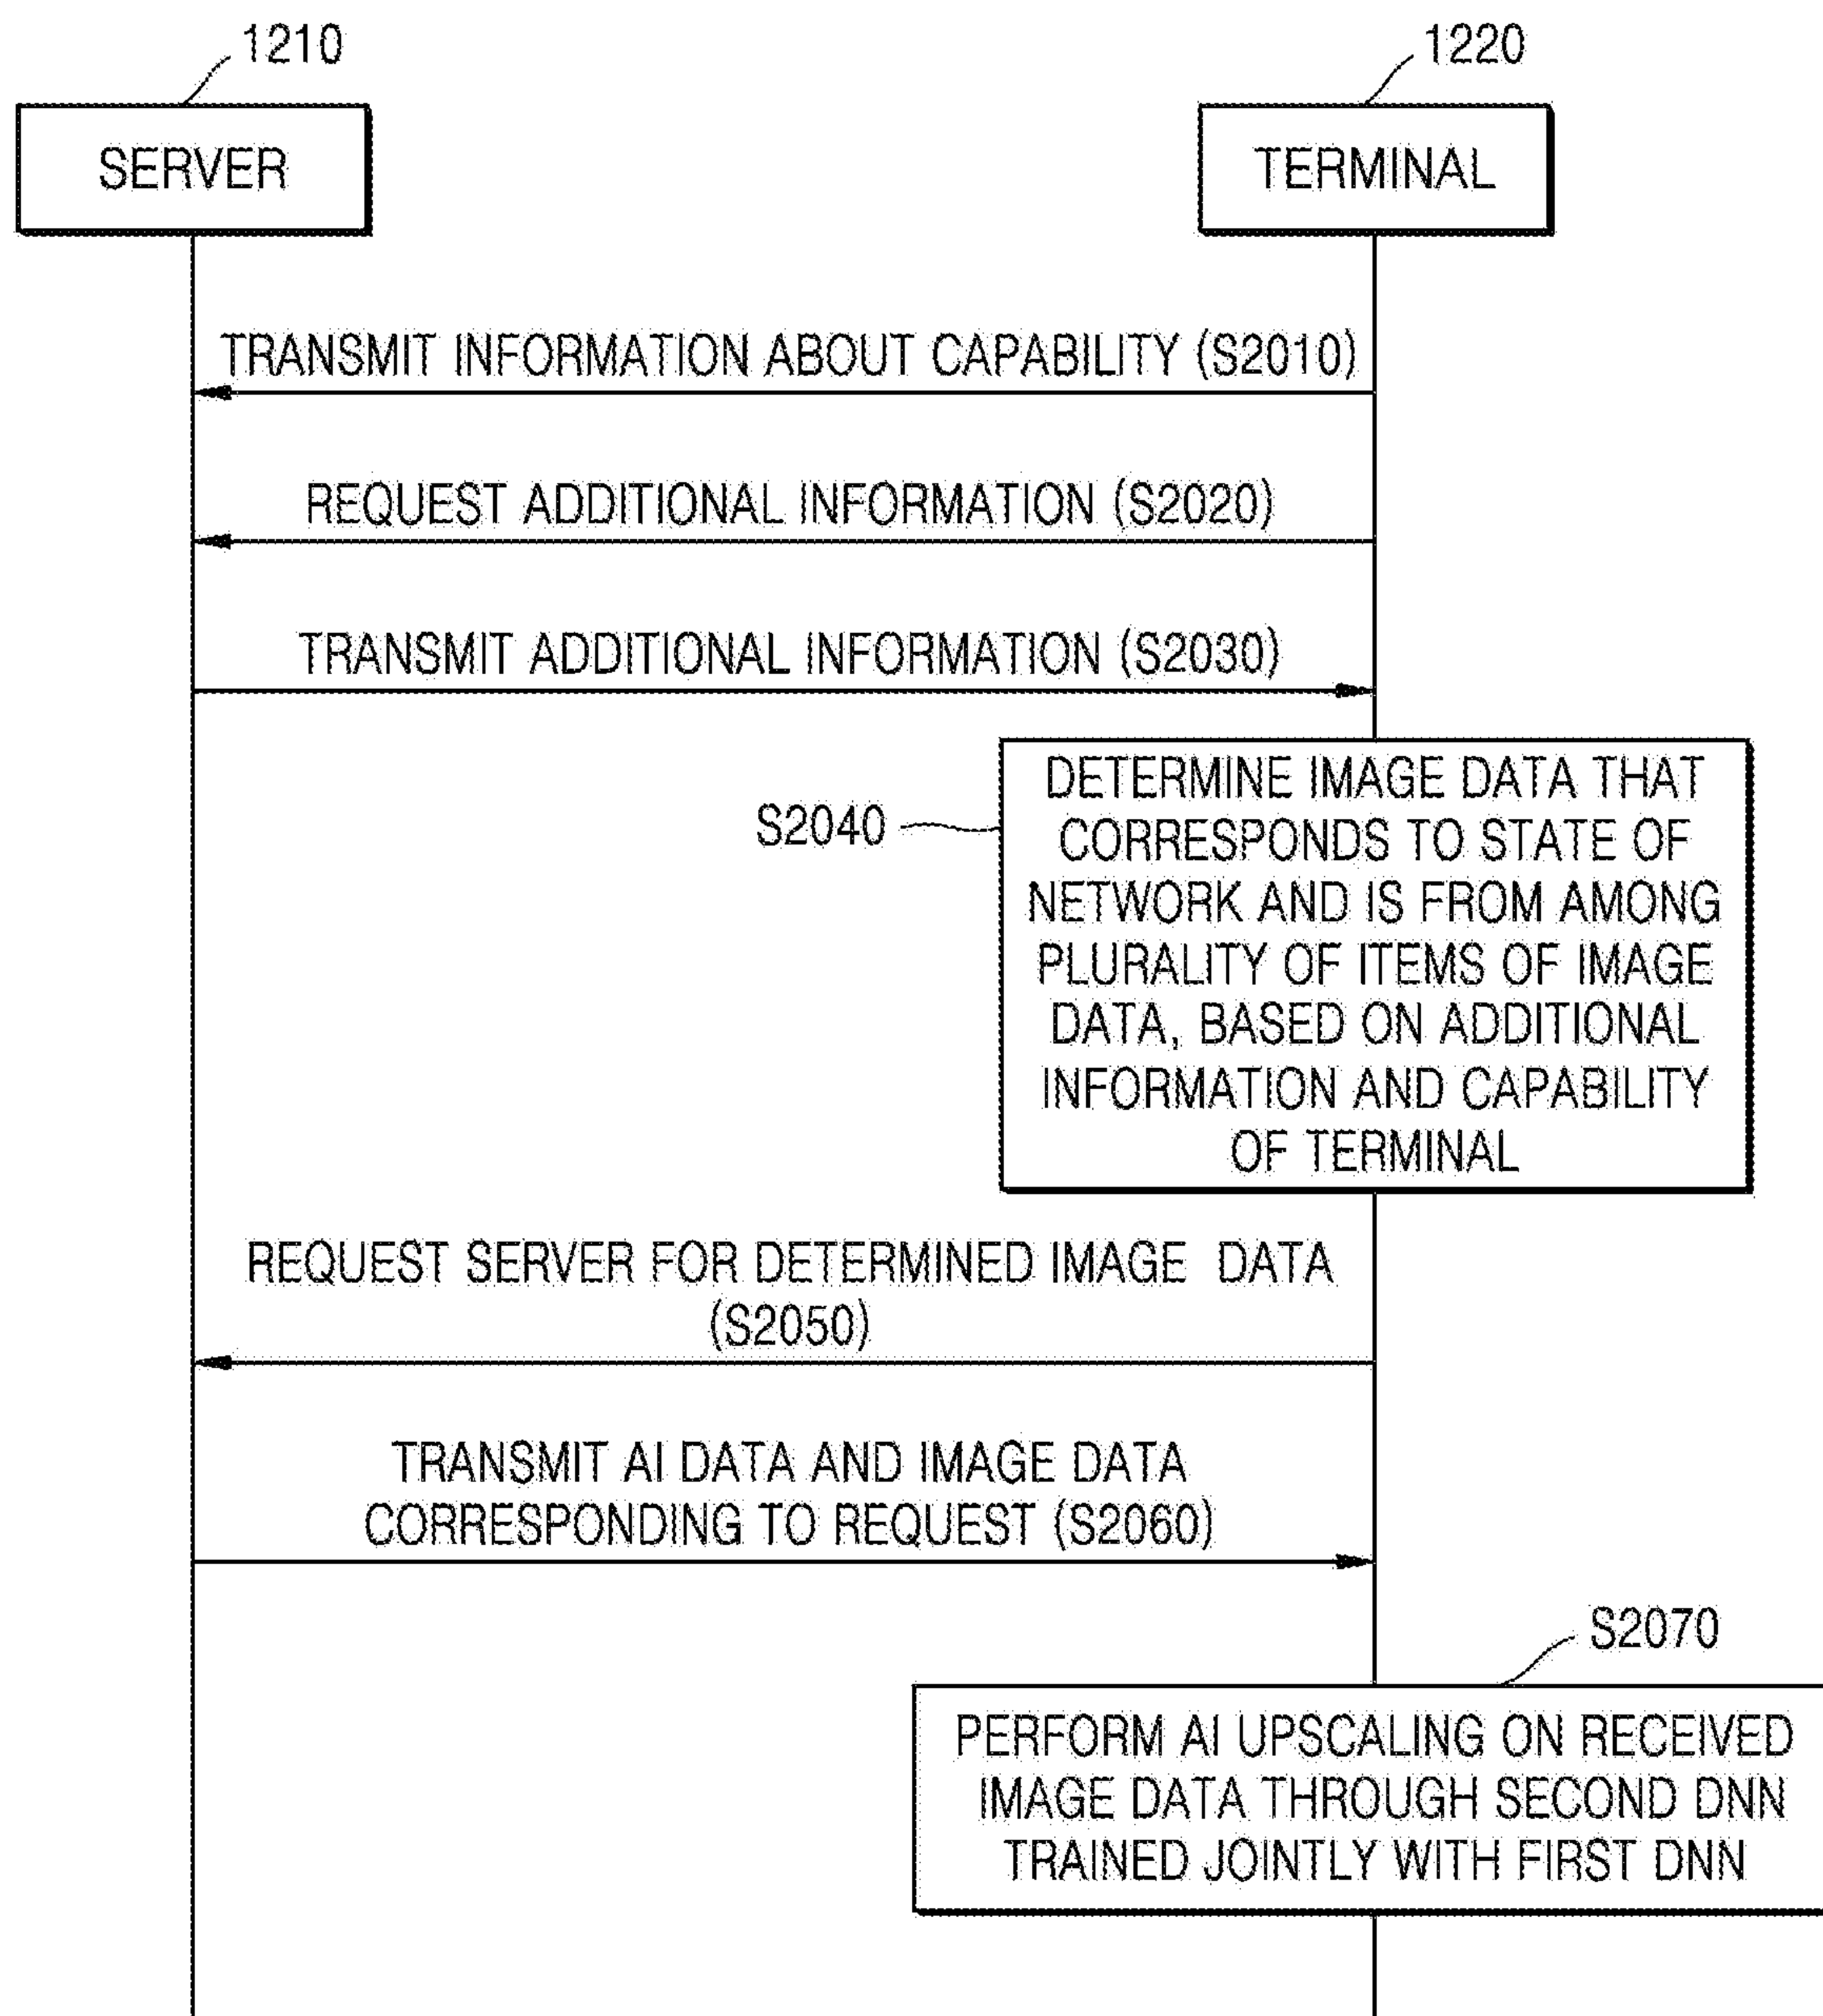 1210
1220
SERVER
TERMINAL
TRANSMIT INFORMATION ABOUT CAPABILITY (S2010)
REQUEST ADDITIONAL INFORMATION (S2020)
TRANSMIT ADDITIONAL INFORMATION (S2030)
S2040
DETERMINE IMAGE DATA THAT
CORRESPONDS TO STATE OF
NETWORK AND IS FROM AMONG
PLURALITY OF ITEMS OF IMAGE
DATA, BASED ON ADDITIONAL
INFORMATION AND CAPABILITY
OF TERMINAL
REQUEST SERVER FOR DETERMINED IMAGE DATA
(S2050)
TRANSMIT AI DATA AND IMAGE DATA
CORRESPONDING TO REQUEST (S2060)
S2070
PERFORM AI UPSCALING ON RECEIVED
IMAGE DATA THROUGH SECOND DNN
TRAINED JOINTLY WITH FIRST DNN